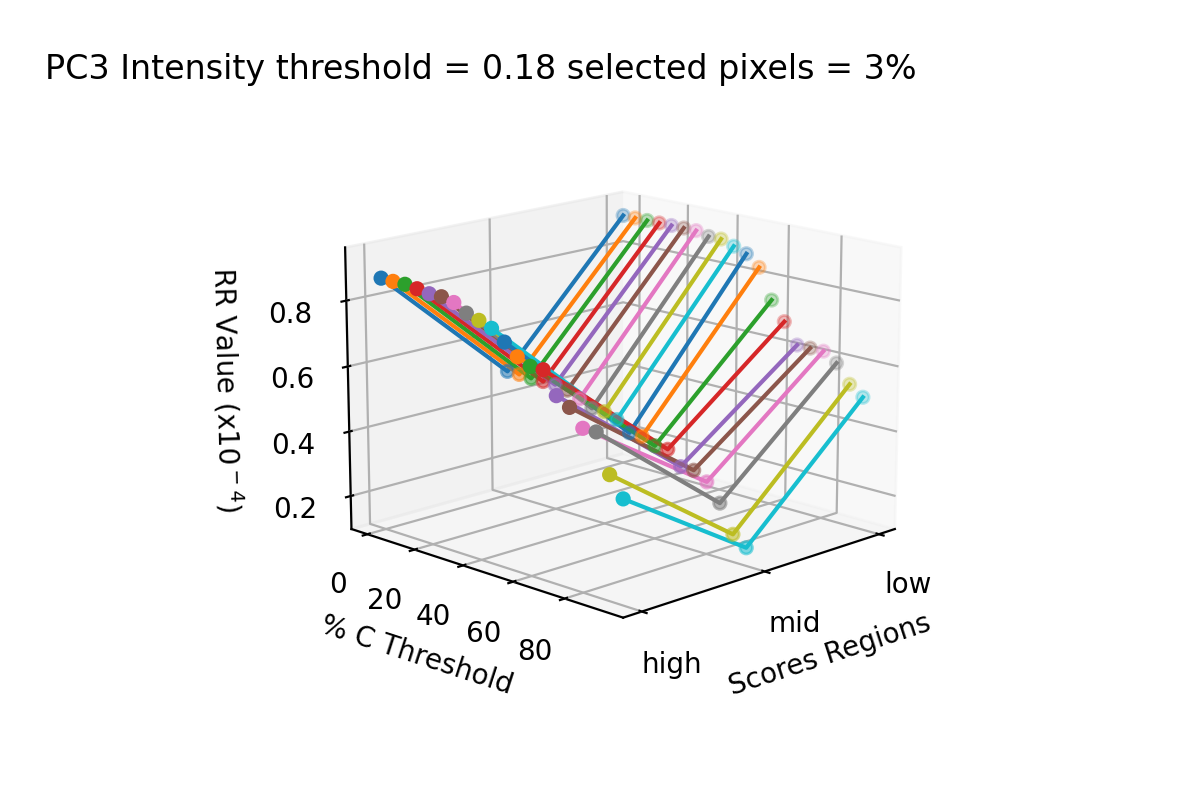 PC3 Intensity threshold = 0.18 selected pixels = 3%
RR Value (x10⁻⁴)
0.8
0.6
0.4
0.2
0
20
40
60
80
% C Threshold
high
mid
low
Scores Regions